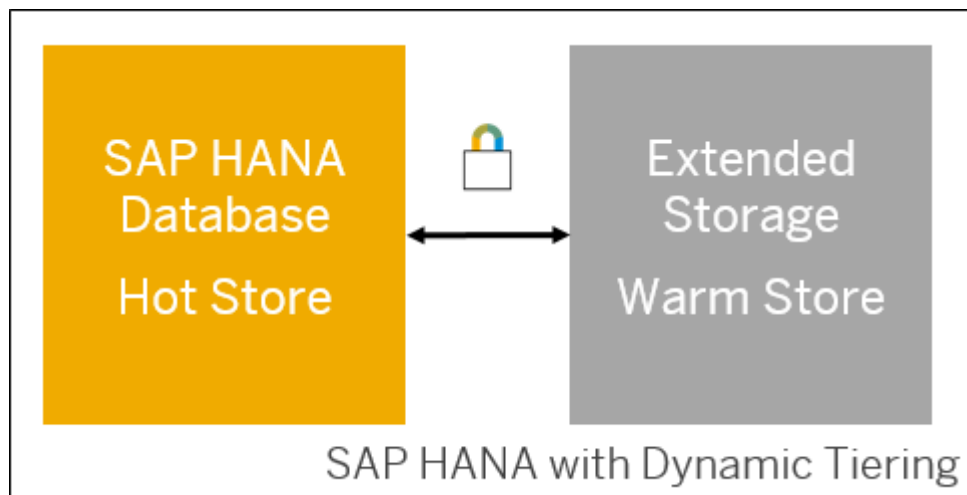 SAP HANA
Database
Hot Store
Extended
Storage
Warm Store
SAP HANA with Dynamic Tiering